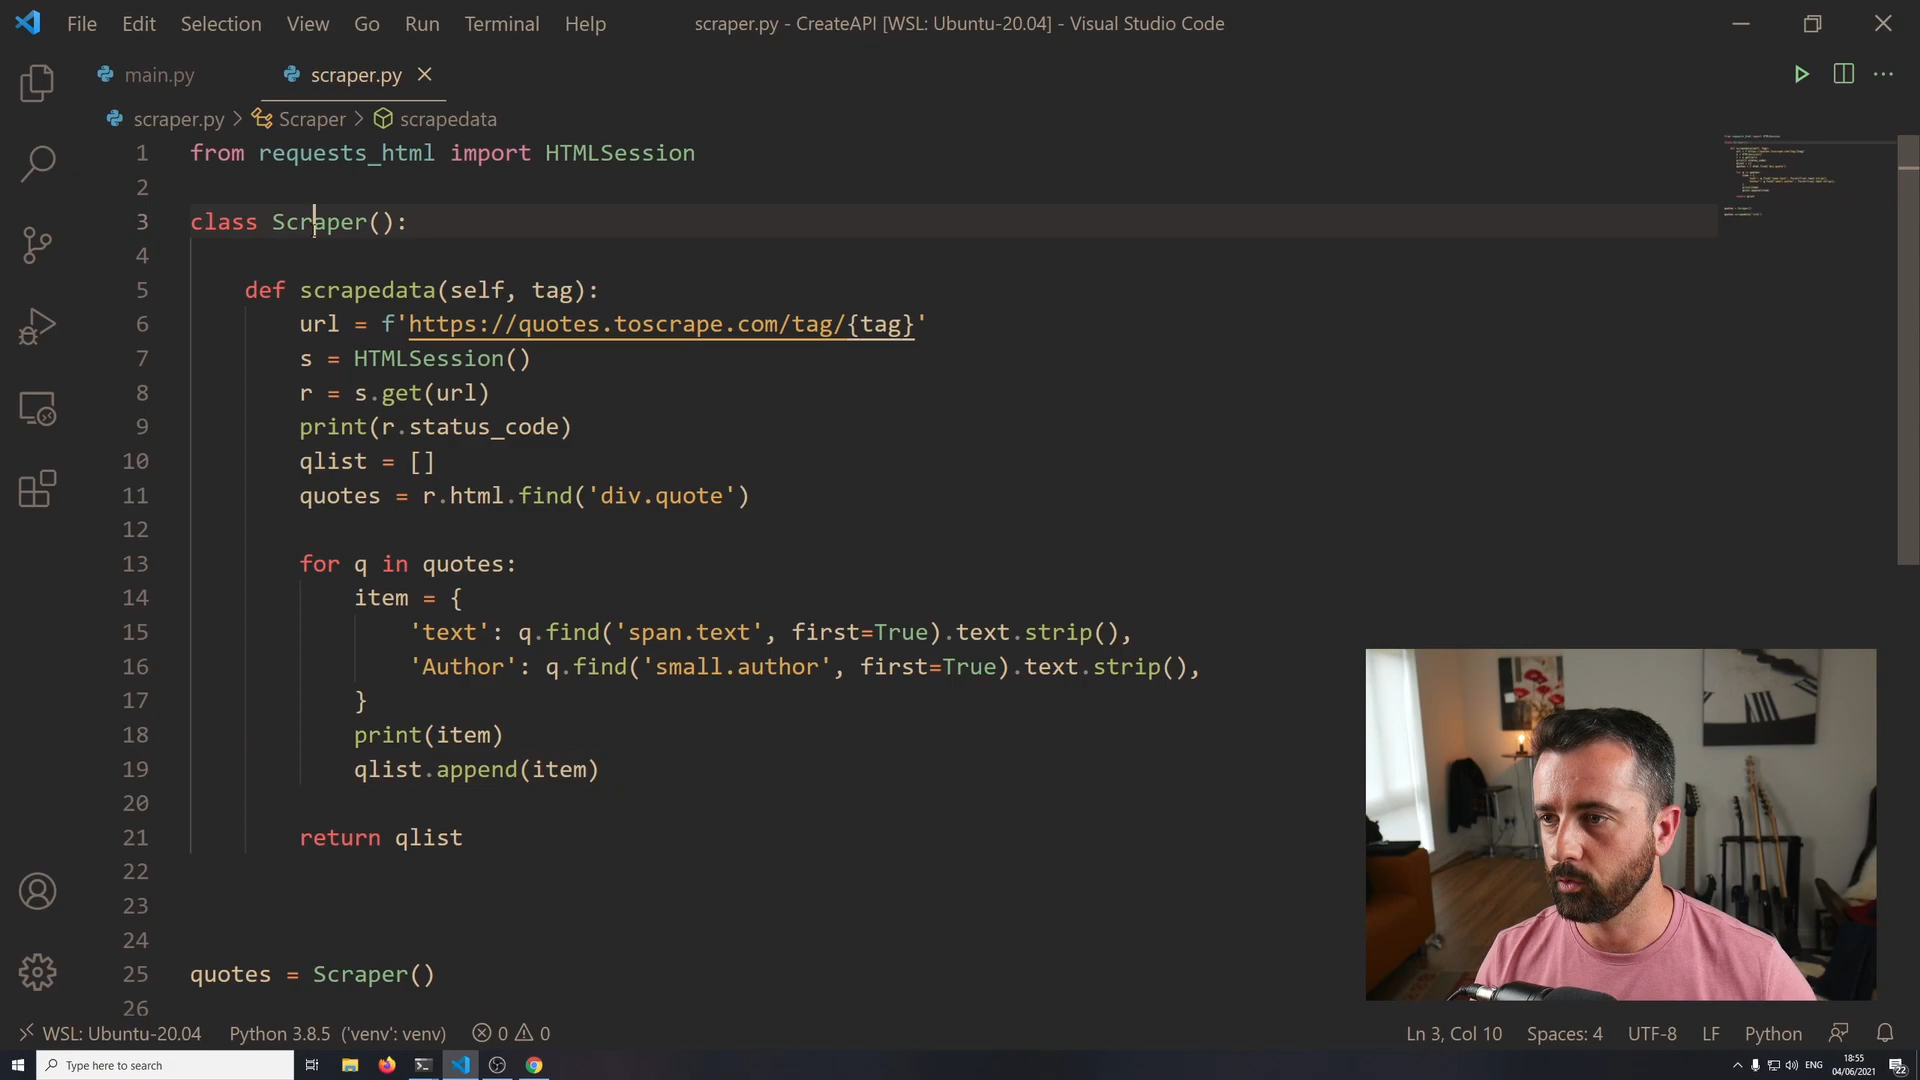 File Edit Selection View Go Run Terminal Help scraper.py - CreateAPI [WSL: Ubuntu-20.04] - Visual Studio Code
main.py scraper.py
scraper.py > Scraper > scrapedata
1 from requests_html import HTMLSession
2
3 class Scraper():
4
5 def scrapedata(self, tag):
6 url = f'https://quotes.toscrape.com/tag/{tag}'
7 s = HTMLSession()
8 r = s.get(url)
9 print(r.status_code)
10 qlist = []
11 quotes = r.html.find('div.quote')
12
13 for q in quotes:
14 item = {
15 'text': q.find('span.text', first=True).text.strip(),
16 'Author': q.find('small.author', first=True).text.strip(),
17 }
18 print(item)
19 qlist.append(item)
20
21 return qlist
22
23
24
25 quotes = Scraper()
26
WSL: Ubuntu-20.04 Python 3.8.5 ('venv': venv) 0 0 Ln 3, Col 10 Spaces: 4 UTF-8 LF Python
Type here to search ENG 18:55
04/06/2021 22